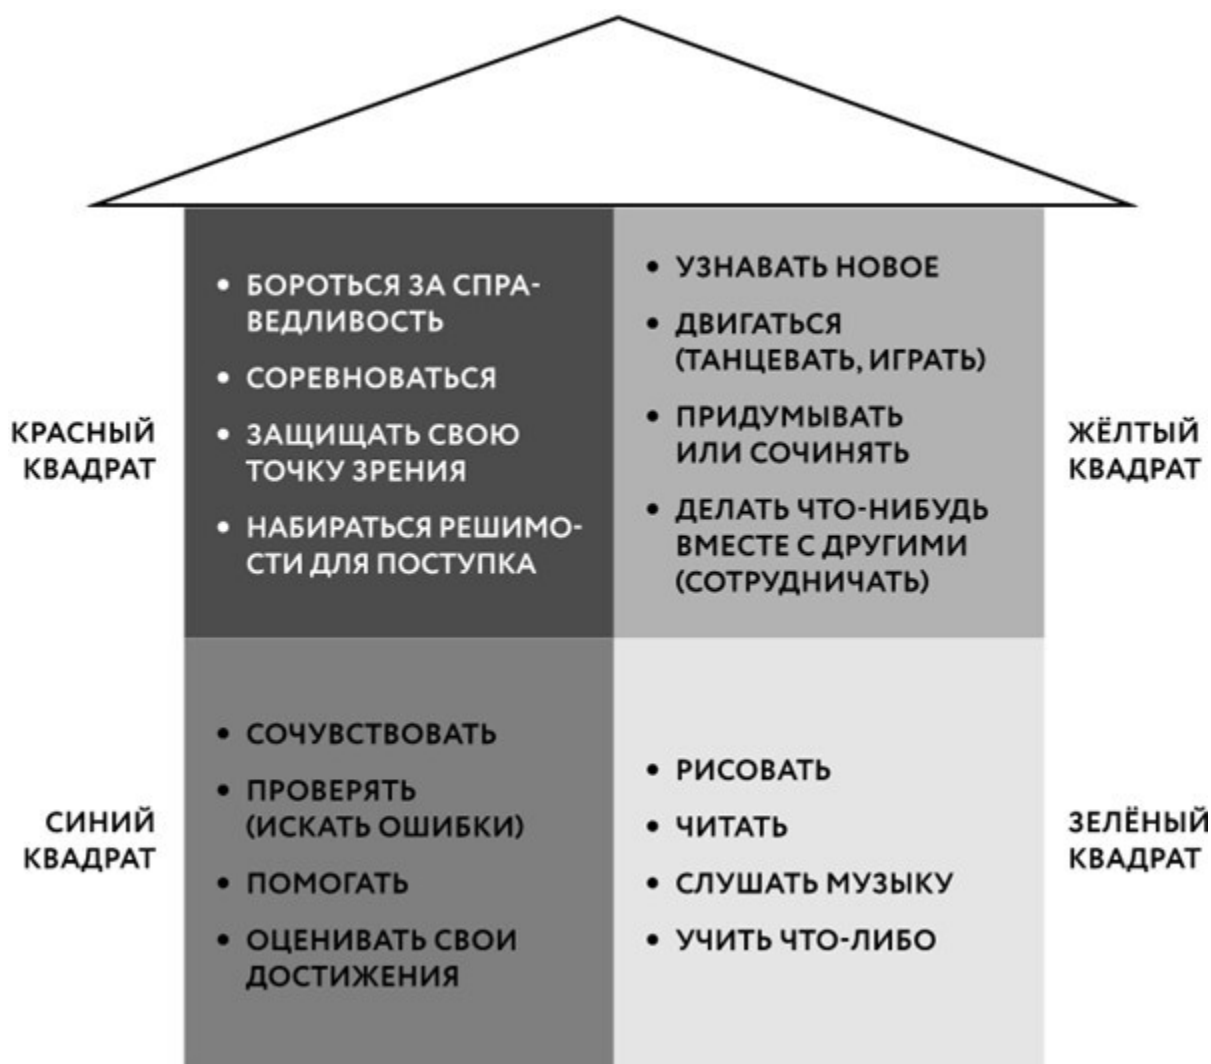 КРАСНЫЙ
КВАДРАТ
• БОРОТЬСЯ ЗА СПРА-
ВЕДЛИВОСТЬ
• СОРЕВНОВАТЬСЯ
• ЗАЩИЩАТЬ СВОЮ
ТОЧКУ ЗРЕНИЯ
• НАБИРАТЬСЯ РЕШИМО-
СТИ ДЛЯ ПОСТУПКА
• УЗНАВАТЬ НОВОЕ
• ДВИГАТЬСЯ
(ТАНЦЕВАТЬ, ИГРАТЬ)
• ПРИДУМЫВАТЬ
ИЛИ СОЧИНЯТЬ
• ДЕЛАТЬ ЧТО-НИБУДЬ
ВМЕСТЕ С ДРУГИМИ
(СОТРУДНИЧАТЬ)
ЖЁЛТЫЙ
КВАДРАТ
СИНИЙ
КВАДРАТ
• СОЧУВСТВОВАТЬ
• ПРОВЕРЯТЬ
(ИСКАТЬ ОШИБКИ)
• ПОМОГАТЬ
• ОЦЕНИВАТЬ СВОИ
ДОСТИЖЕНИЯ
• РИСОВАТЬ
• ЧИТАТЬ
• СЛУШАТЬ МУЗЫКУ
• УЧИТЬ ЧТО-ЛИБО
ЗЕЛЁНЫЙ
КВАДРАТ